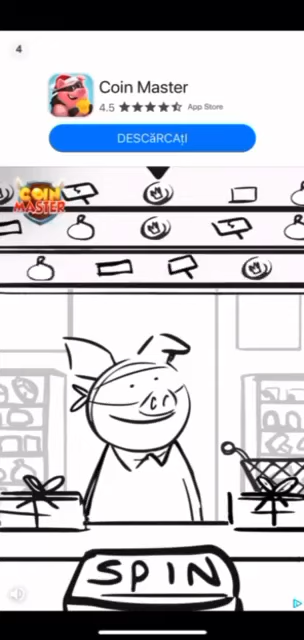 4
Coin Master
4.5 App Store
DESCĂRCAȚI
COIN
MASTER
SPIN